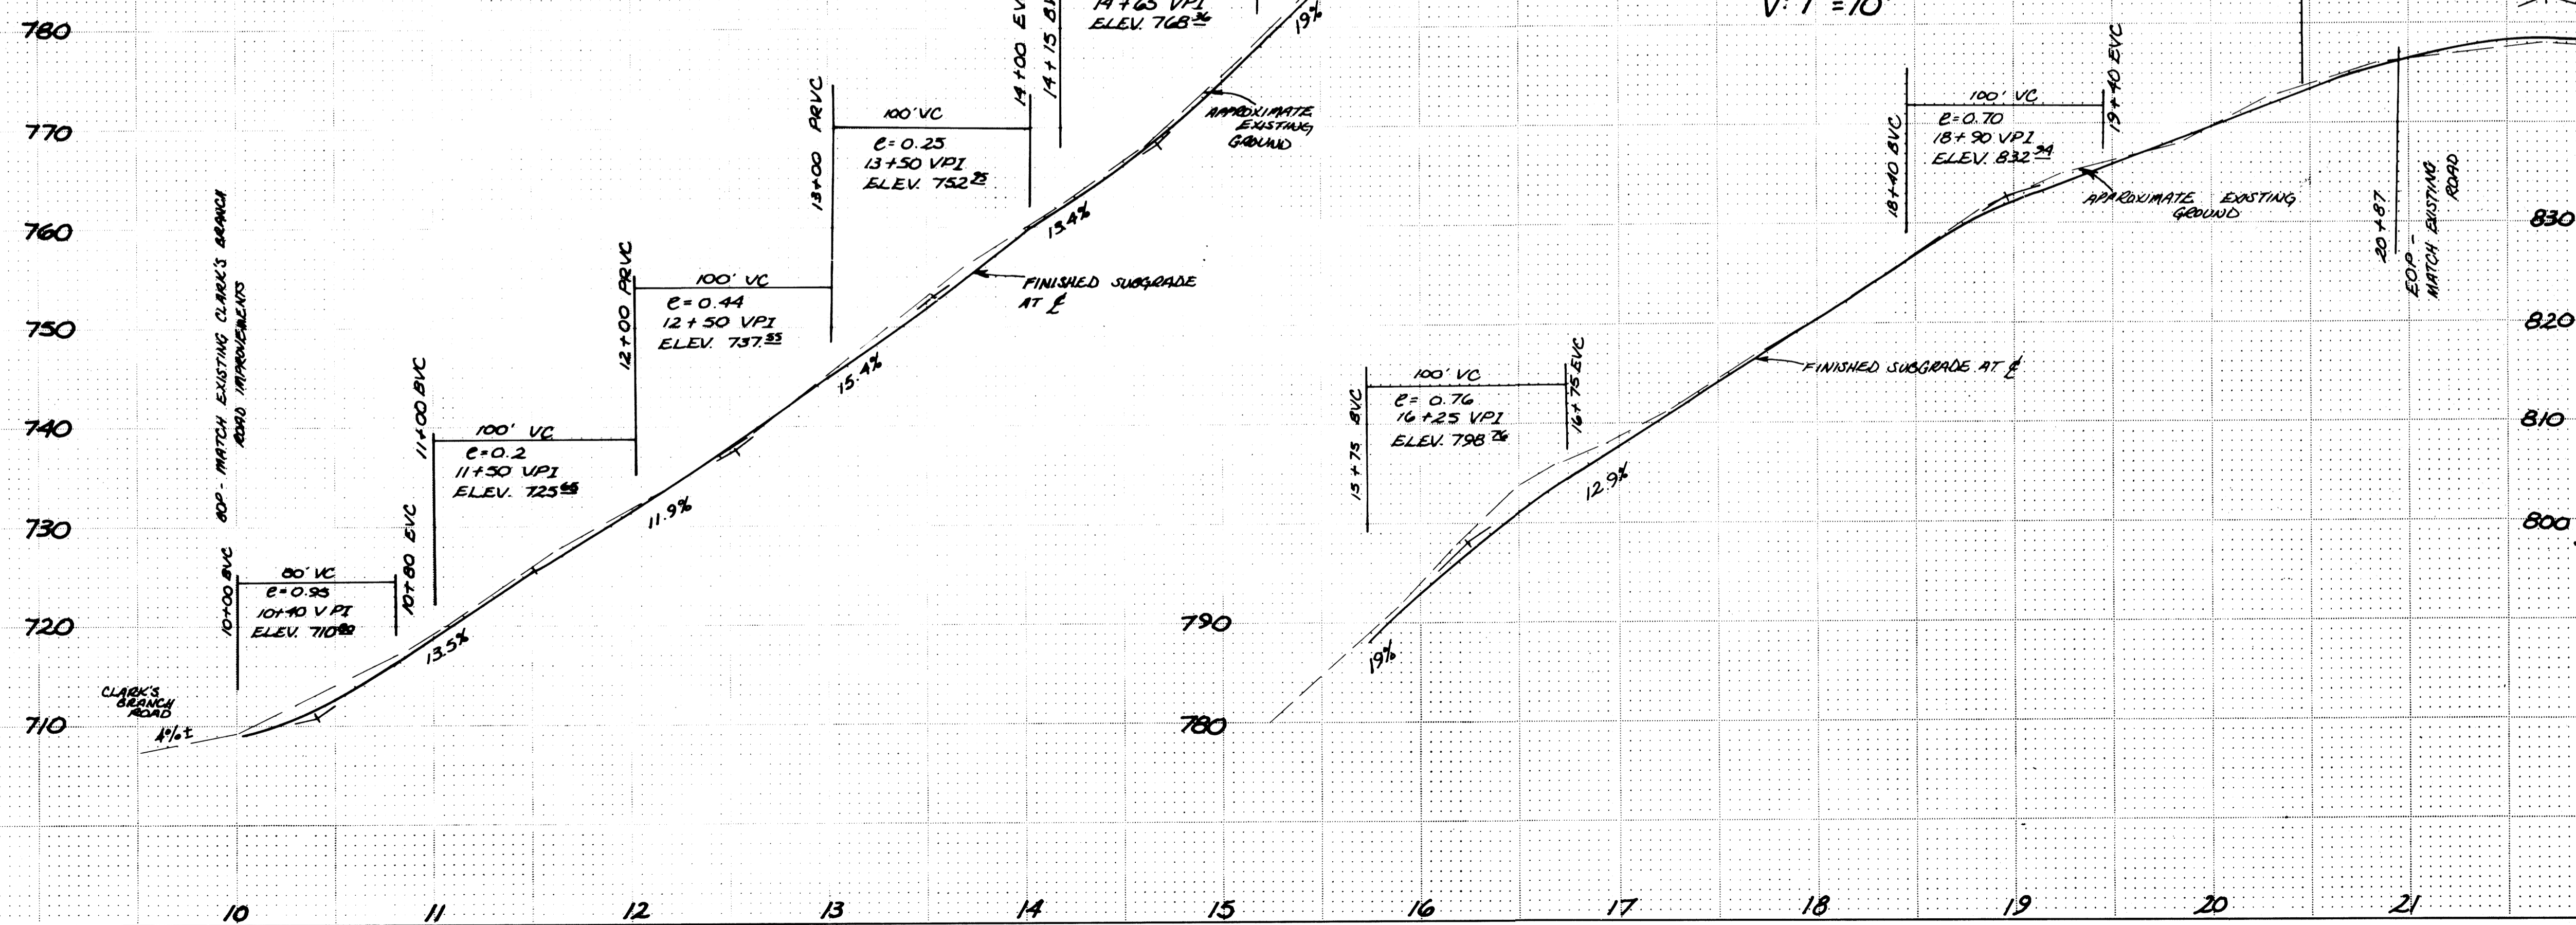 780
770
760
750
740
730
720
710
CLARK'S
BRANCH
ROAD
4%±
10+00 BVC BOP - MATCH EXISTING CLARK'S BRANCH
ROAD IMPROVEMENTS
80' VC
e=0.95
10+40 VPI
ELEV. 710
10+80 EVC
13.5%
11+00 BVC
100' VC
e=0.2
11+50 VPI
ELEV. 725 65
11.9%
12+00 PRVC
100' VC
e=0.44
12+50 VPI
ELEV. 737.55
15.4%
13+00 PRVC
100' VC
e=0.25
13+50 VPI
ELEV. 752 95
13.4%
FINISHED SUBGRADE
AT ℄
14+00 EV
14+15
14+65 VPI
ELEV. 768 36
19%
APPROXIMATE
EXISTING
GROUND
V: 1"=10'
790
780
19%
15+75 BVC
100' VC
e= 0.76
16+25 VPI
ELEV. 798 76
16+75 EVC
12.9%
FINISHED SUBGRADE AT ℄
18+40 BVC
100' VC
e=0.70
18+90 VPI
ELEV. 832 94
19+40 EVC
APPROXIMATE EXISTING
GROUND
20+87
EOP -
MATCH EXISTING
ROAD
830
820
810
800
10 11 12 13 14 15 16 17 18 19 20 21